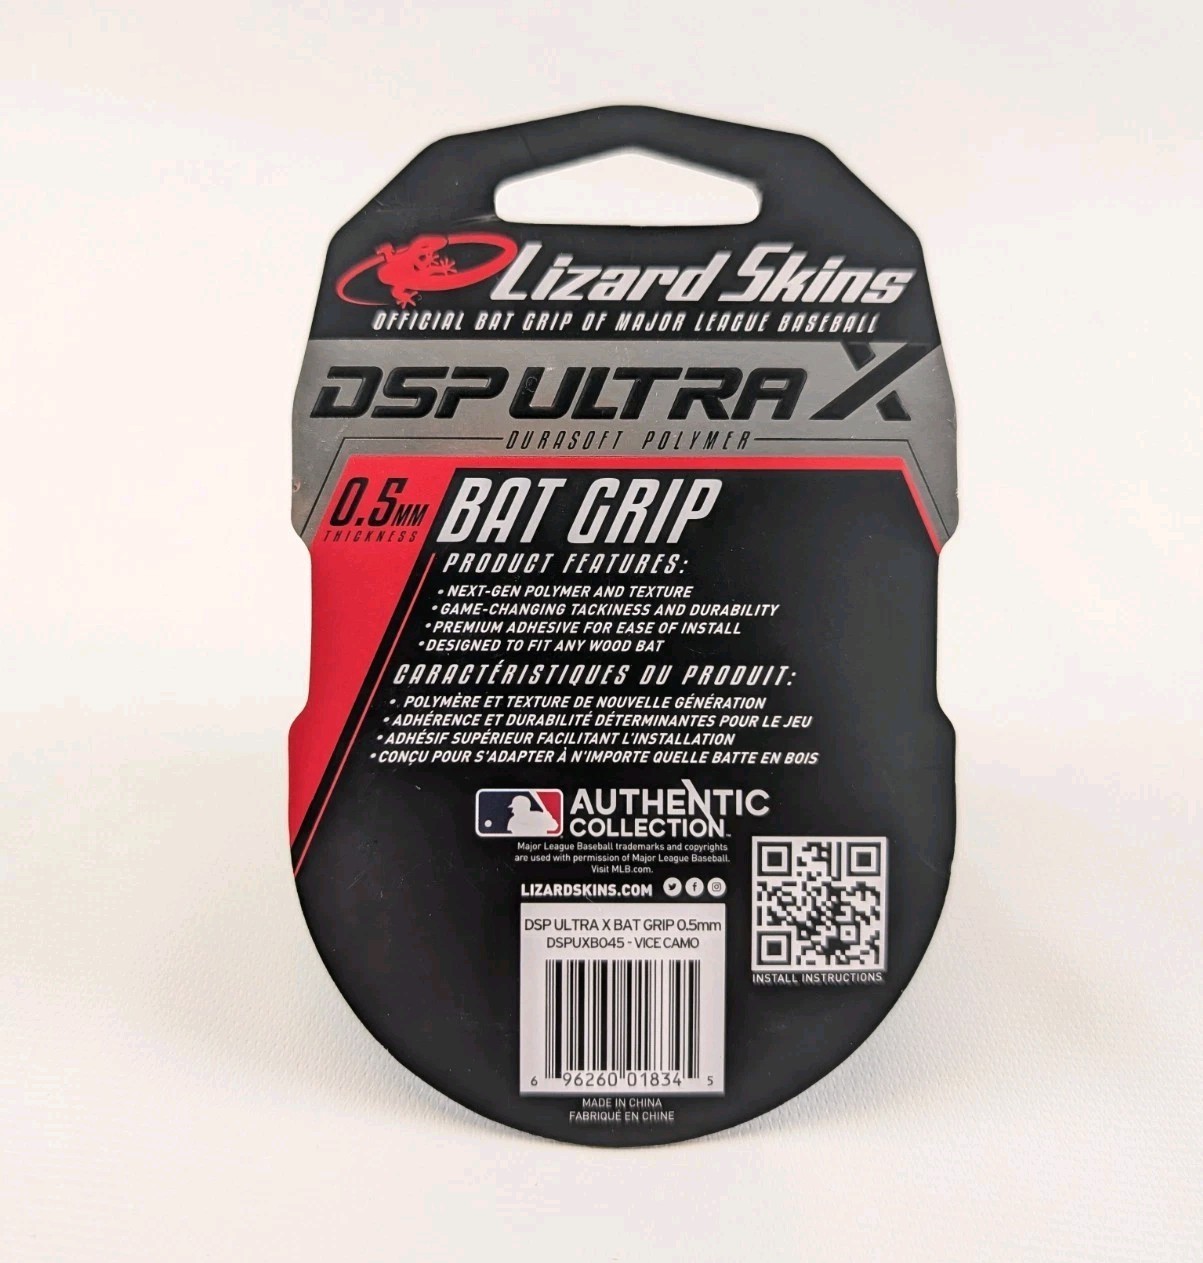 Lizard Skins
OFFICIAL BAT GRIP OF MAJOR LEAGUE BASEBALL
DSP ULTRA X
DURASOFT POLYMER
0.5MM
THICKNESS
BAT GRIP
PRODUCT FEATURES:
• NEXT-GEN POLYMER AND TEXTURE
• GAME-CHANGING TACKINESS AND DURABILITY
• PREMIUM ADHESIVE FOR EASE OF INSTALL
• DESIGNED TO FIT ANY WOOD BAT
CARACTÉRISTIQUES DU PRODUIT:
• POLYMÈRE ET TEXTURE DE NOUVELLE GÉNÉRATION
• ADHÉRENCE ET DURABILITÉ DÉTERMINANTES POUR LE JEU
• ADHÉSIF SUPÉRIEUR FACILITANT L'INSTALLATION
• CONÇU POUR S'ADAPTER À N'IMPORTE QUELLE BATTE EN BOIS
AUTHENTIC
COLLECTION™
Major League Baseball trademarks and copyrights
are used with permission of Major League Baseball.
Visit MLB.com.
LIZARDSKINS.COM
DSP ULTRA X BAT GRIP 0.5mm
DSPUXB045 - VICE CAMO
INSTALL INSTRUCTIONS
6 96260 01834 5
MADE IN CHINA
FABRIQUÉ EN CHINE